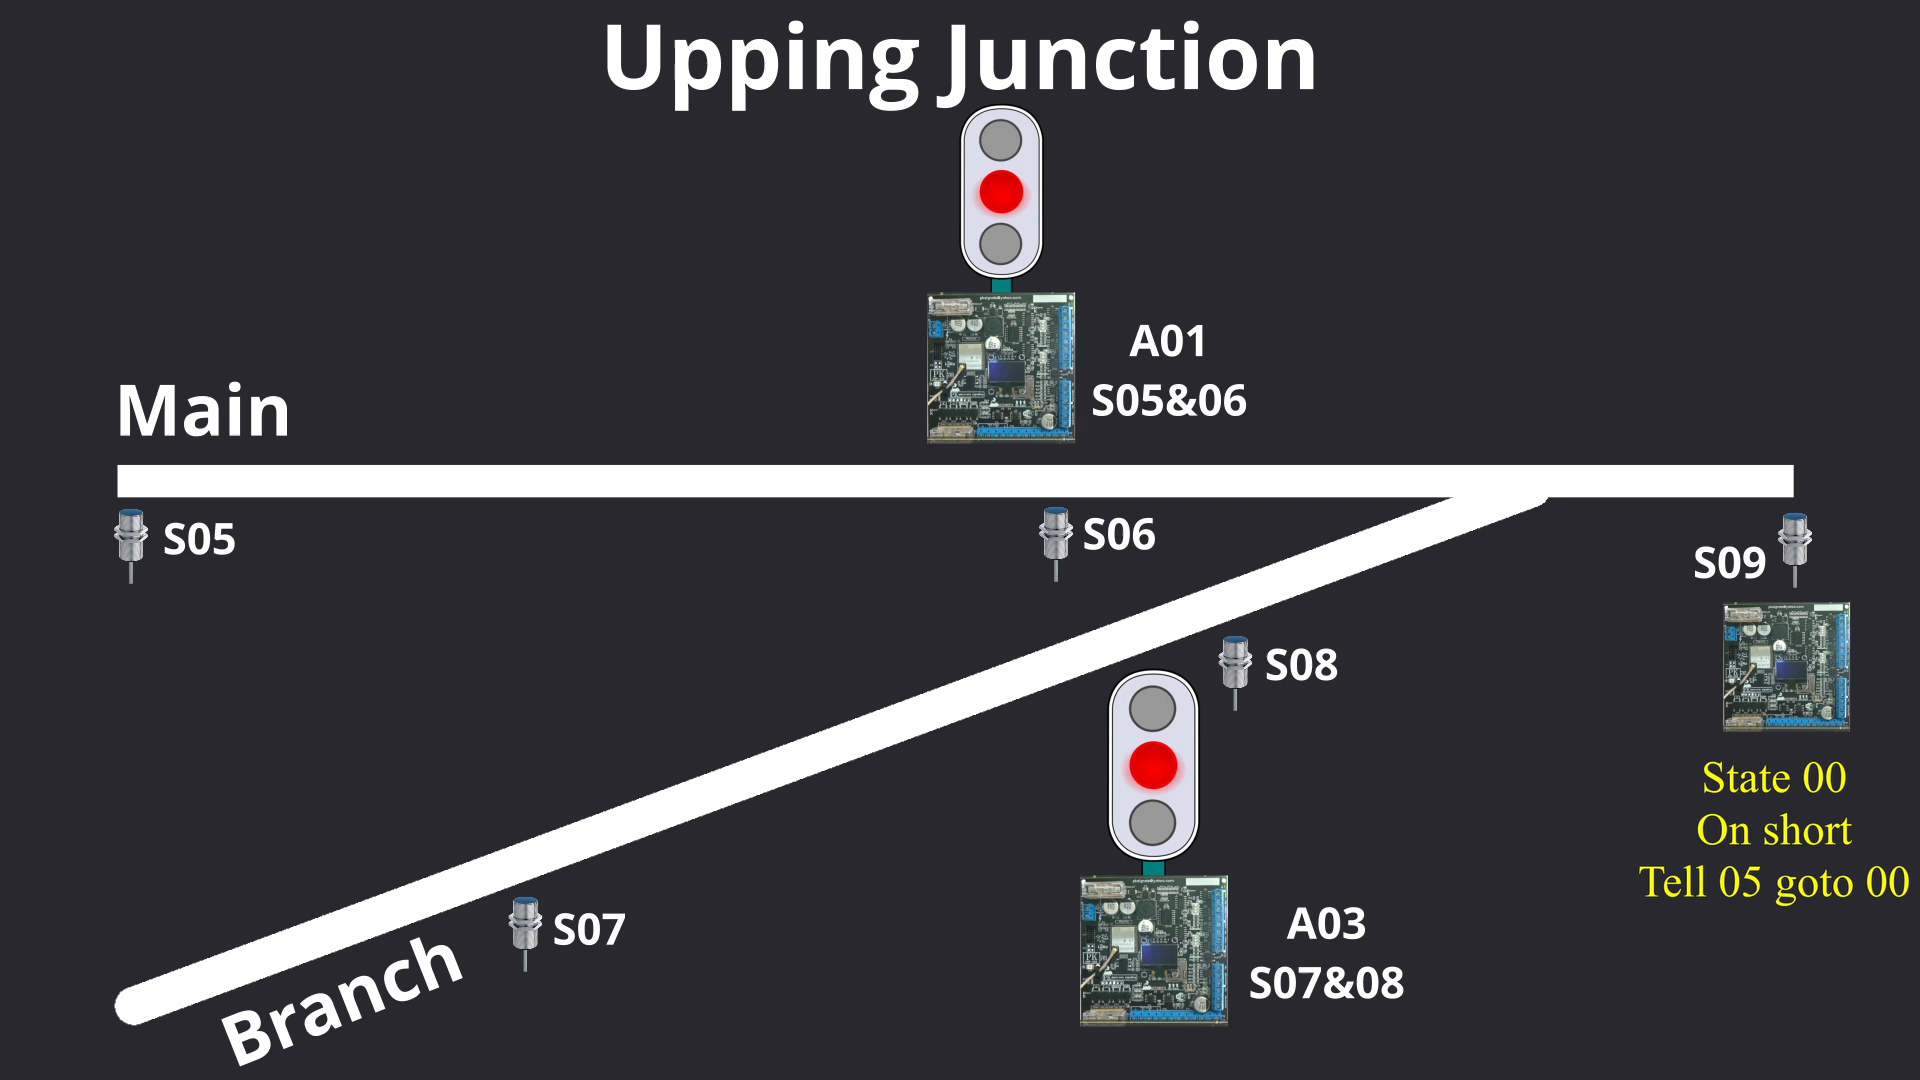 Upping Junction
A01
S05&06
Main
S05
S06
S09
S08
State 00
On short
Tell 05 goto 00
S07
A03
S07&08
Branch